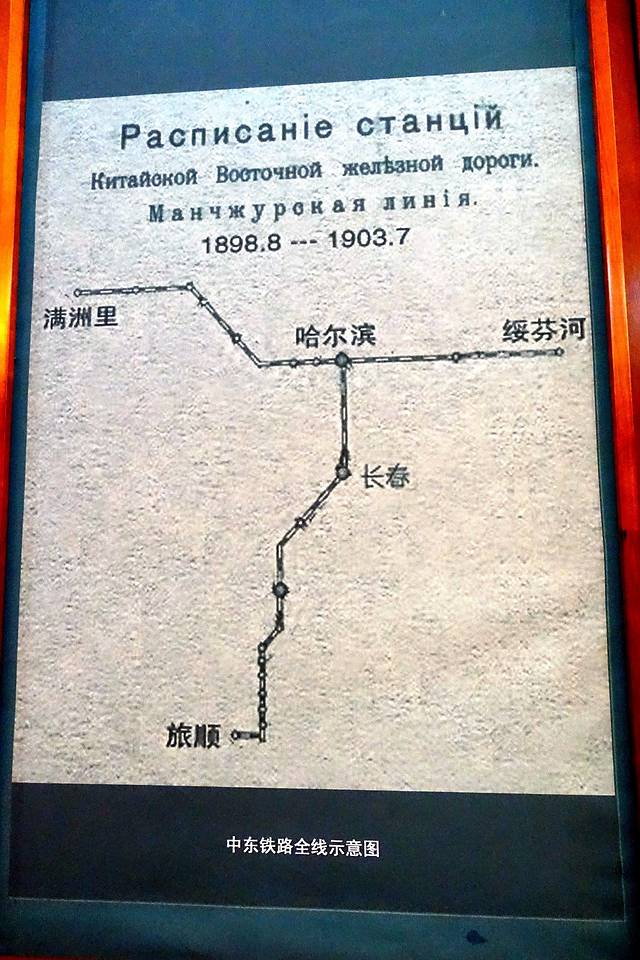 Расписаніе станцій
Китайской Восточной желѣзной дороги.
Манчжурская линія.
1898.8 --- 1903.7
满洲里
哈尔滨
绥芬河
长春
旅顺
中东铁路全线示意图